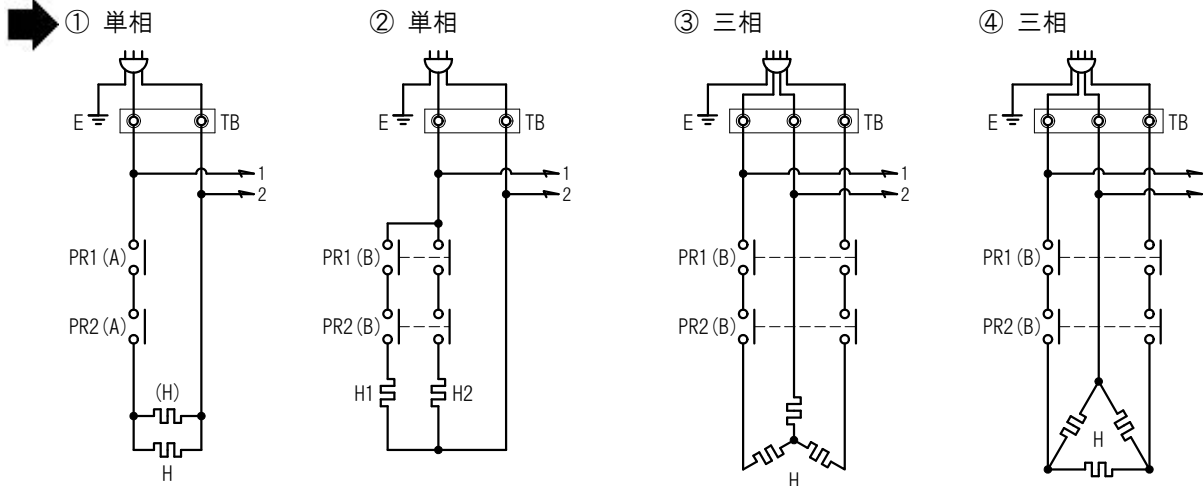 ① 単相
E
TB
1
2
PR1(A)
PR2(A)
(H)
H
② 単相
E
TB
1
2
PR1(B)
PR2(B)
H1
H2
③ 三相
E
TB
1
2
PR1(B)
PR2(B)
H
④ 三相
E
TB
PR1(B)
PR2(B)
H